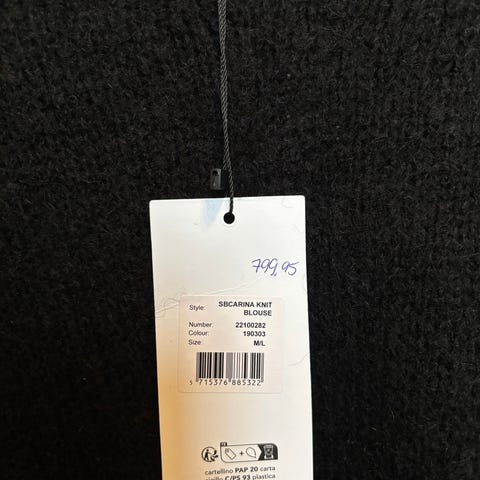 799,95
Style: SBCARINA KNIT
BLOUSE
Number: 22100282
Colour: 190303
Size: M/L
5 715376 885322
cartellino PAP 20 carta
sigillo C/PS 93 plastica